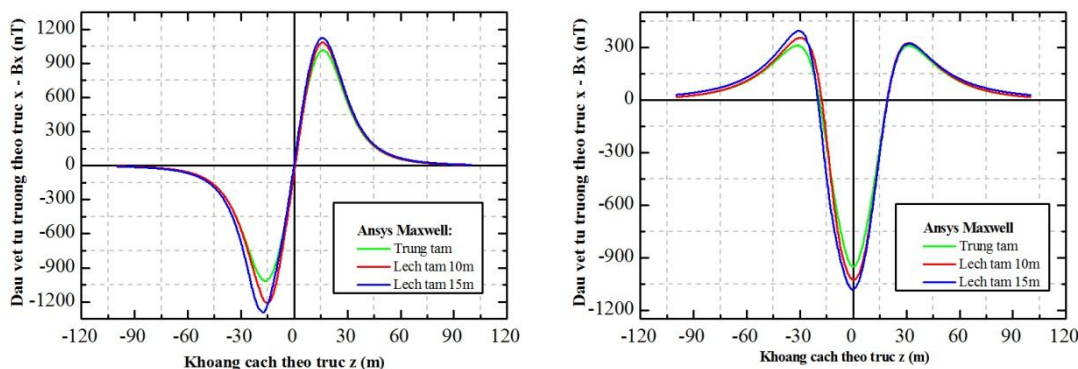 Dau vet tu truong theo truc x - Bx (nT)
1200
900
600
300
0
-300
-600
-900
-1200
-120 -90 -60 -30 0 30 60 90 120
Khoang cach theo truc z (m)
Ansys Maxwell:
Trung tam
Lech tam 10m
Lech tam 15m
Dau vet tu truong theo truc x - Bx (nT)
300
0
-300
-600
-900
-1200
-120 -90 -60 -30 0 30 60 90 120
Khoang cach theo truc z (m)
Ansys Maxwell
Trung tam
Lech tam 10m
Lech tam 15m